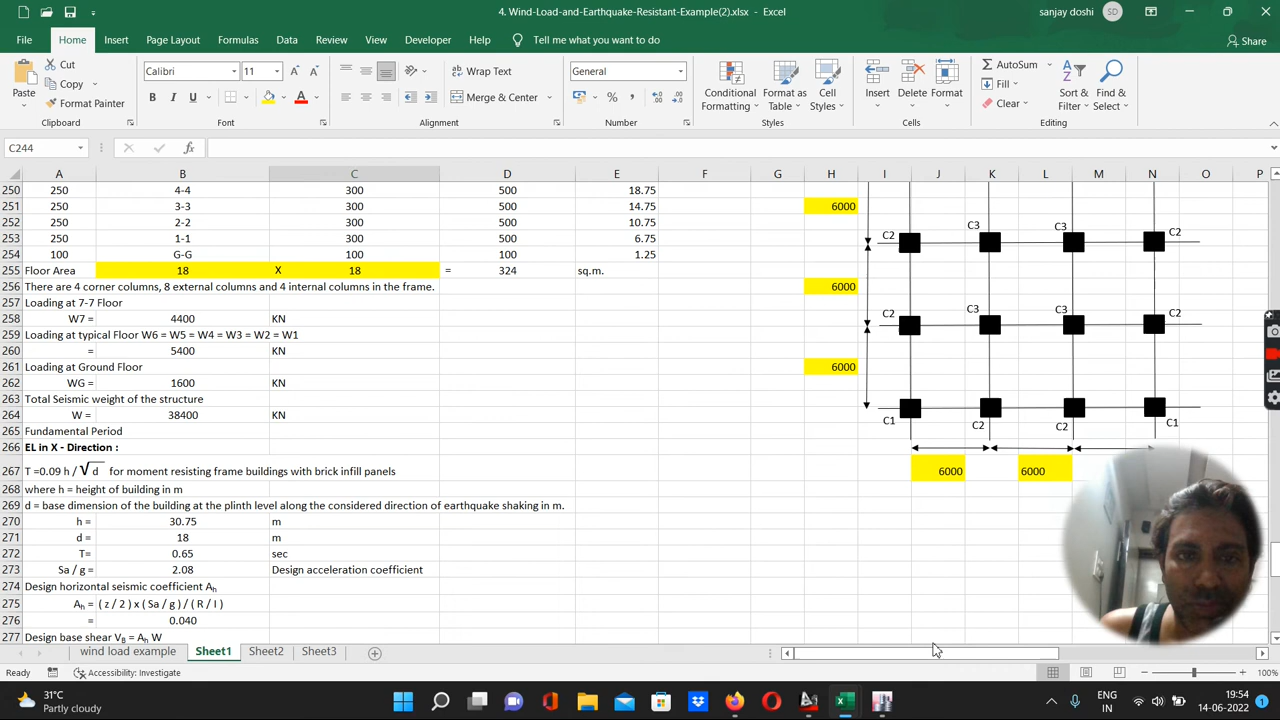 4. Wind-Load-and-Earthquake-Resistant-Example(2).xlsx - Excel
sanjay doshi SD
File Home Insert Page Layout Formulas Data Review View Developer Help Tell me what you want to do Share
Paste Cut Copy Format Painter Clipboard
Calibri 11 B I U A Font
Wrap Text Merge & Center Alignment
General % Number
Conditional Formatting Format as Table Cell Styles Styles
Insert Delete Format Cells
AutoSum Fill Clear Sort & Filter Find & Select Editing
C244 fx
A B C D E F G H I J K L M N O P
250 250 4-4 300 500 18.75
251 250 3-3 300 500 14.75 6000
252 250 2-2 300 500 10.75
253 250 1-1 300 500 6.75 C2 C3 C3 C2
254 100 G-G 100 100 1.25
255 Floor Area 18 X 18 = 324 sq.m.
256 There are 4 corner columns, 8 external columns and 4 internal columns in the frame. 6000
257 Loading at 7-7 Floor
258 W7 = 4400 KN C2 C3 C3 C2
259 Loading at typical Floor W6 = W5 = W4 = W3 = W2 = W1
260 = 5400 KN
261 Loading at Ground Floor 6000
262 WG = 1600 KN
263 Total Seismic weight of the structure
264 W = 38400 KN C1 C2 C2 C1
265 Fundamental Period
266 EL in X - Direction :
267 T =0.09 h / √ d for moment resisting frame buildings with brick infill panels 6000 6000
268 where h = height of building in m
269 d = base dimension of the building at the plinth level along the considered direction of earthquake shaking in m.
270 h = 30.75 m
271 d = 18 m
272 T= 0.65 sec
273 Sa / g = 2.08 Design acceleration coefficient
274 Design horizontal seismic coefficient Ah
275 Ah = ( z / 2 ) x ( Sa / g ) / ( R / I )
276 0.040
277 Design base shear VB = Ah W
wind load example Sheet1 Sheet2 Sheet3
Ready Accessibility: Investigate 100%
31°C
Partly cloudy
ENG
IN
19:54
14-06-2022